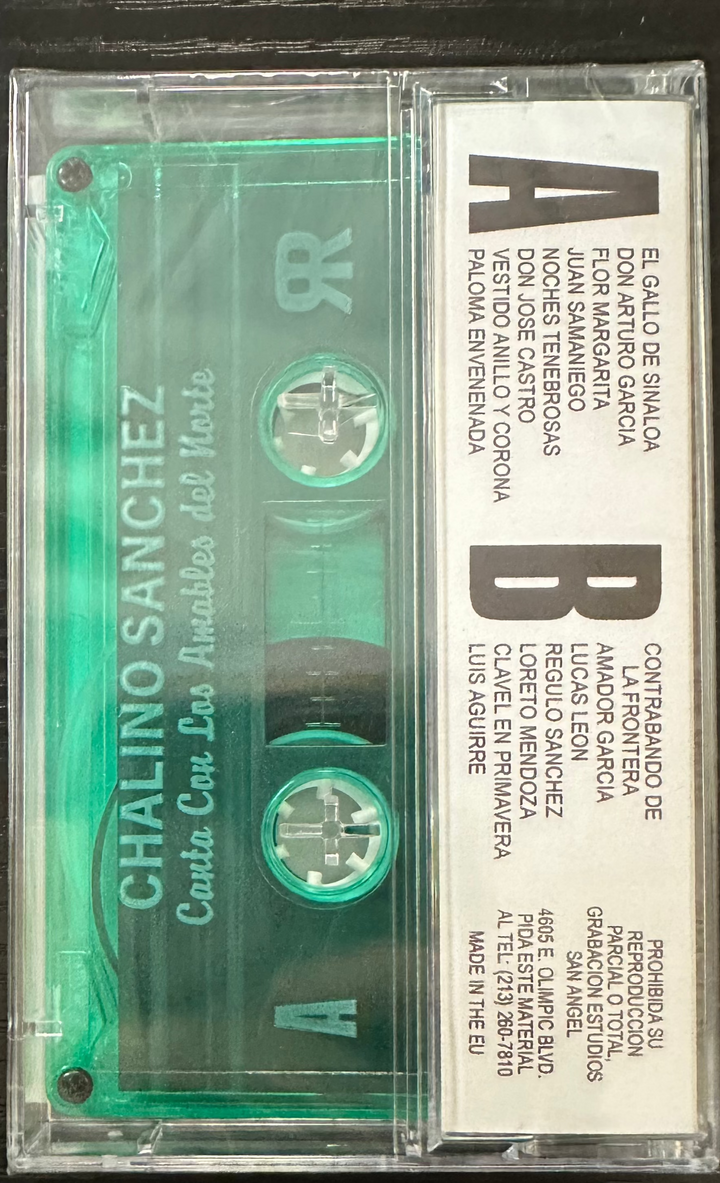 A
EL GALLO DE SINALOA
DON ARTURO GARCIA
FLOR MARGARITA
JUAN SAMANIEGO
NOCHES TENEBROSAS
DON JOSE CASTRO
VESTIDO ANILLO Y CORONA
PALOMA ENVENENADA
B
CONTRABANDO DE
LA FRONTERA
AMADOR GARCIA
LUCAS LEON
REGULO SANCHEZ
LORETO MENDOZA
CLAVEL EN PRIMAVERA
LUIS AGUIRRE
PROHIBIDA SU
REPRODUCCION
PARCIAL O TOTAL,
GRABACION ESTUDIOS
SAN ANGEL
4605 E. OLIMPIC BLVD.
PIDA ESTE MATERIAL
AL TEL: (213) 260-7810
MADE IN THE EU
CHALINO SANCHEZ
Canta Con Los Amables del Norte
RR
A